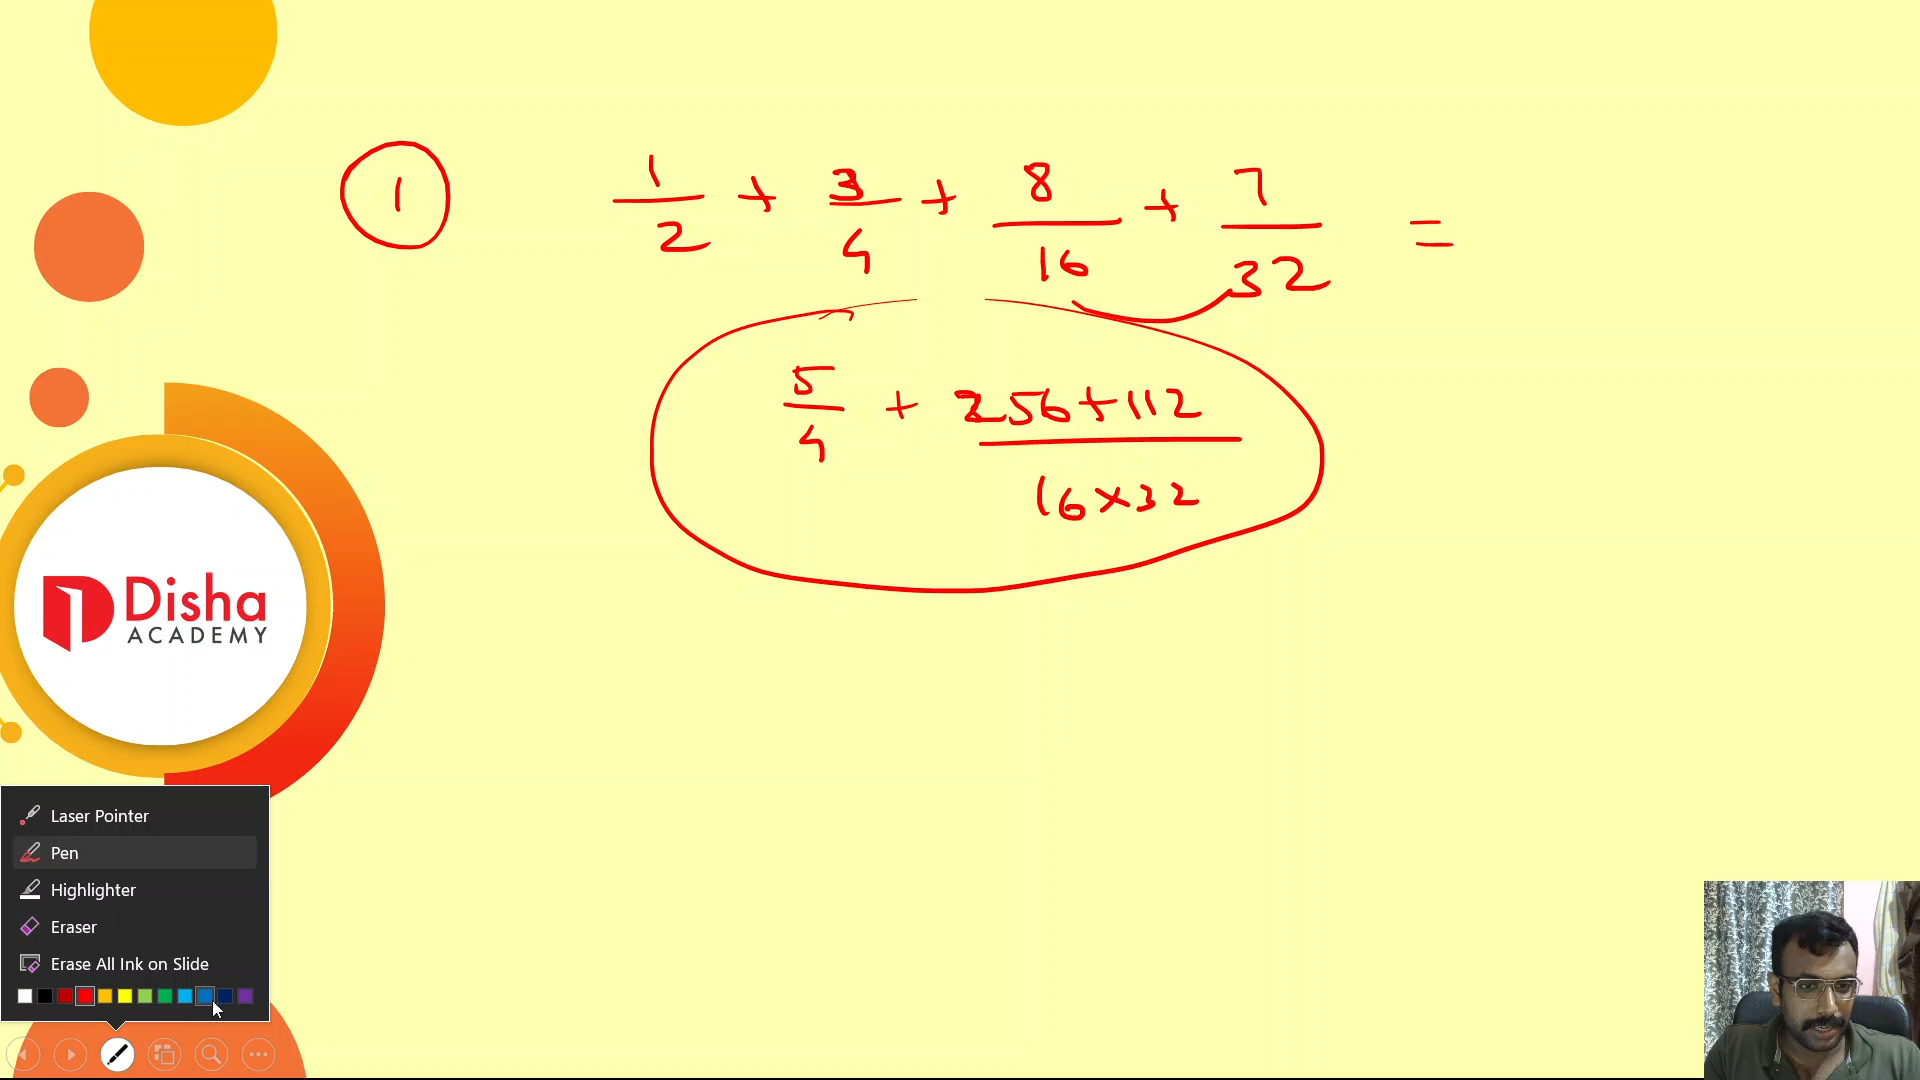 1
1/2 + 3/4 + 8/16 + 7/32 =
5/4 + 256+112/16×32
Disha
ACADEMY
Laser Pointer
Pen
Highlighter
Eraser
Erase All Ink on Slide